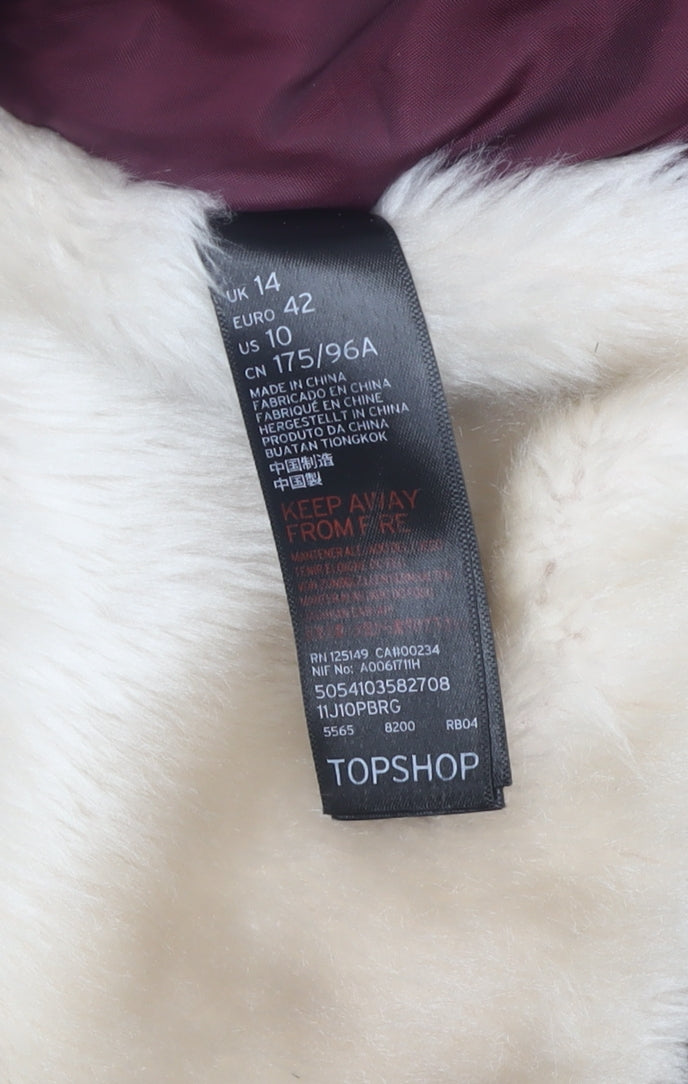 UK 14
EURO 42
US 10
CN 175/96A
MADE IN CHINA
FABRICADO EN CHINA
FABRIQUÉ EN CHINE
HERGESTELLT IN CHINA
PRODUTO DA CHINA
BUATAN TIONGKOK
中国制造
中国製
KEEP AWAY
FROM FIRE
RN 125149 CA#00234
NIF No: A0061711H
5054103582708
11J10PBRG
5565 8200 RB04
TOPSHOP